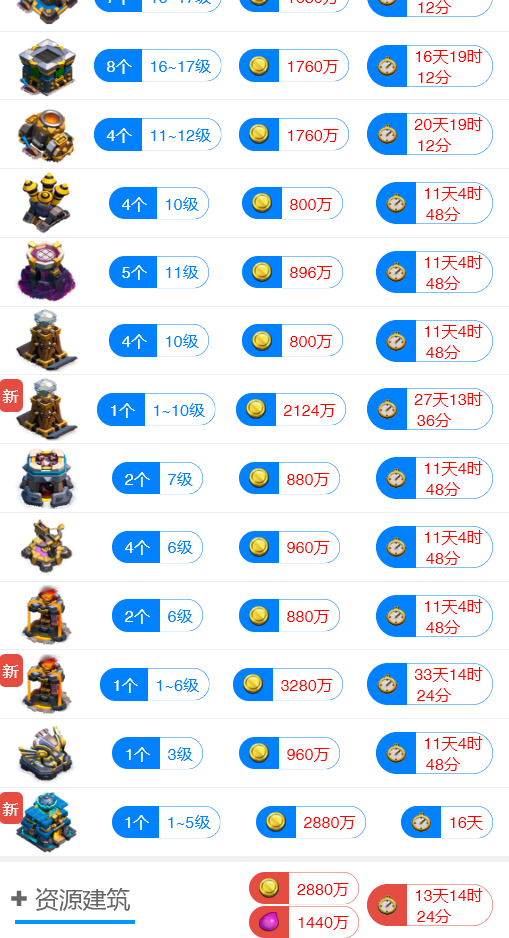 12分
8个 16~17级 1760万 16天19时
12分
4个 11~12级 1760万 20天19时
12分
4个 10级 800万 11天4时
48分
5个 11级 896万 11天4时
48分
4个 10级 800万 11天4时
48分
新 1个 1~10级 2124万 27天13时
36分
2个 7级 880万 11天4时
48分
4个 6级 960万 11天4时
48分
2个 6级 880万 11天4时
48分
新 1个 1~6级 3280万 33天14时
24分
1个 3级 960万 11天4时
48分
新 1个 1~5级 2880万 16天
+ 资源建筑 2880万 13天14时
1440万 24分